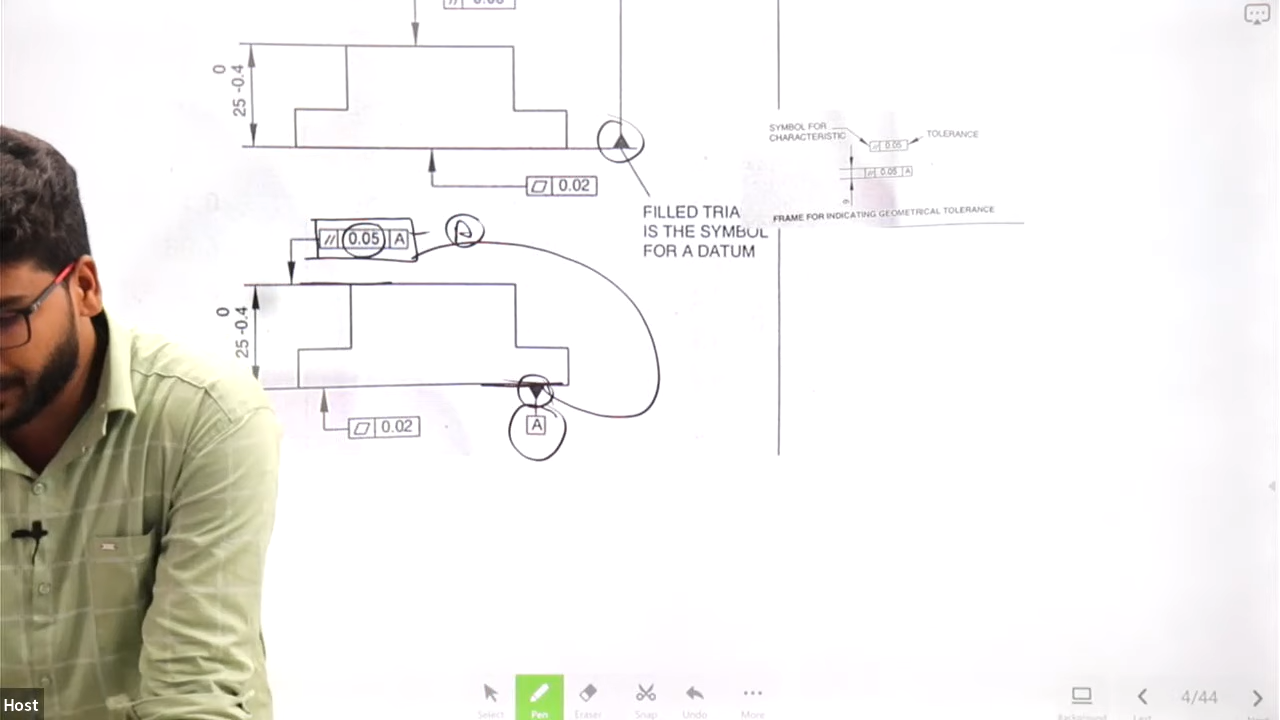 0
25 -0.4
0.02
FILLED TRIA
IS THE SYMBOL
FOR A DATUM
SYMBOL FOR
CHARACTERISTIC
TOLERANCE
// 0.05
// 0.05 A
FRAME FOR INDICATING GEOMETRICAL TOLERANCE
// 0.05 A
A
0
25 -0.4
0.02
A
Host
Select
Pen
Eraser
Snap
Undo
More
Background
4/44